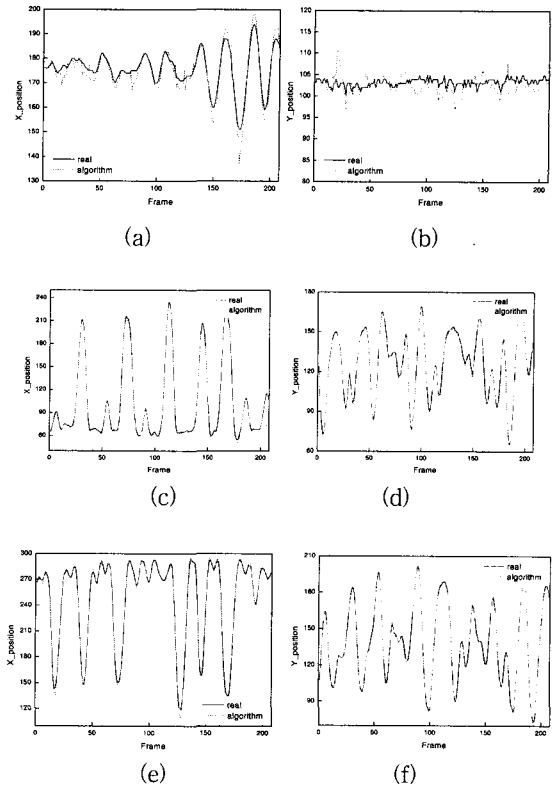 200
190
180
170
160
150
140
130
X_position
real
algorithm
0 50 100 150 200
Frame
(a)
120
115
110
105
100
95
90
85
80
Y_position
real
algorithm
0 50 100 150 200
Frame
(b)
240
210
180
150
120
90
60
X_position
real
algorithm
0 50 100 150 200
Frame
(c)
180
150
120
90
60
Y_position
real
algorithm
0 50 100 150 200
Frame
(d)
300
270
240
210
180
150
120
X_position
real
algorithm
0 50 100 150 200
Frame
(e)
210
180
150
120
90
Y_position
real
algorithm
0 50 100 150 200
Frame
(f)